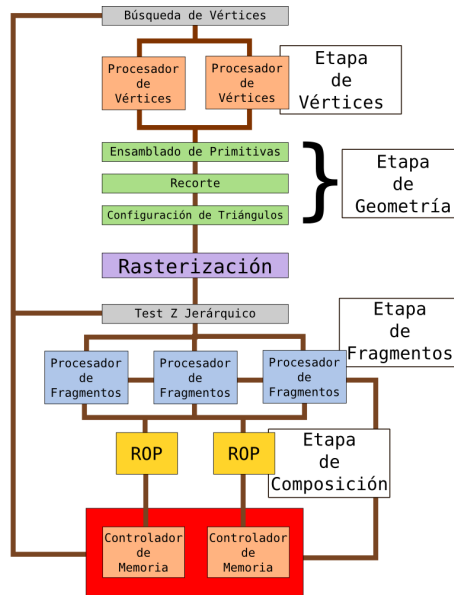 Búsqueda de Vértices
Procesador
de
Vértices
Procesador
de
Vértices
Etapa
de
Vértices
Ensamblado de Primitivas
Recorte
Configuración de Triángulos
}
Etapa
de
Geometría
Rasterización
Test Z Jerárquico
Etapa
de
Fragmentos
Procesador
de
Fragmentos
Procesador
de
Fragmentos
Procesador
de
Fragmentos
ROP
ROP
Etapa
de
Composición
Controlador
de
Memoria
Controlador
de
Memoria